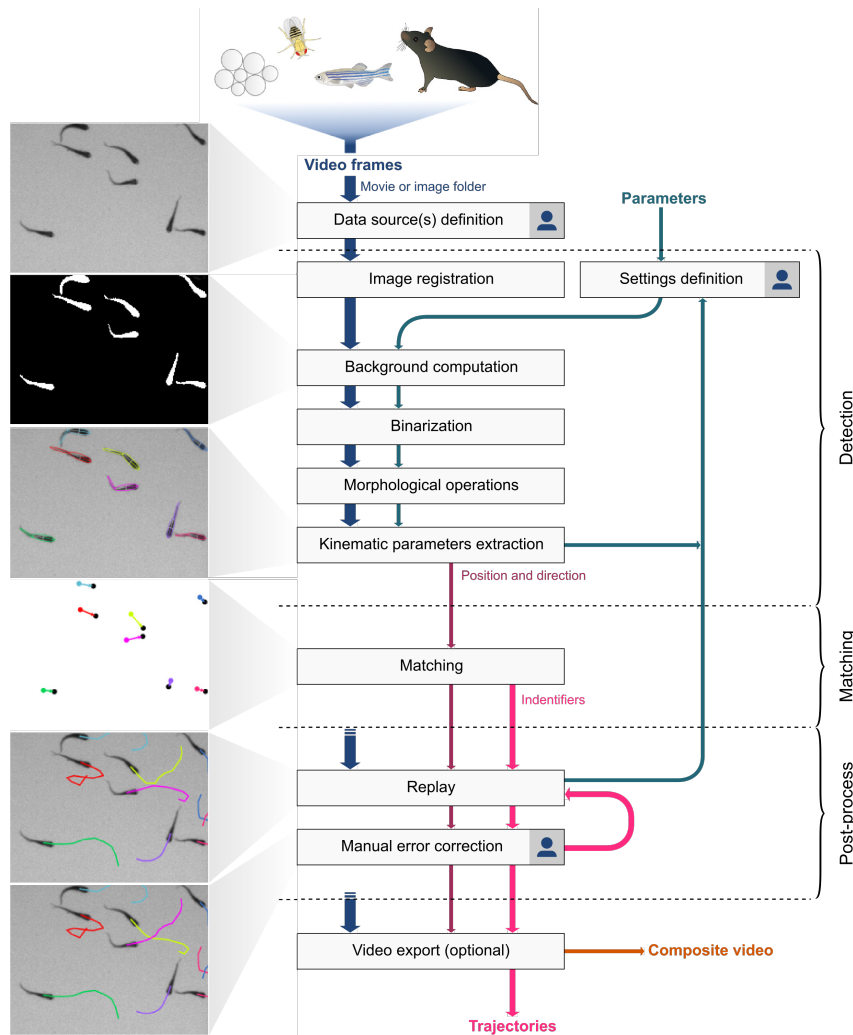 Video frames
Movie or image folder
Parameters
Data source(s) definition
Image registration
Settings definition
Background computation
Binarization
Morphological operations
Kinematic parameters extraction
Position and direction
Detection
Matching
Indentifiers
Matching
Replay
Manual error correction
Post-process
Video export (optional)
Composite video
Trajectories